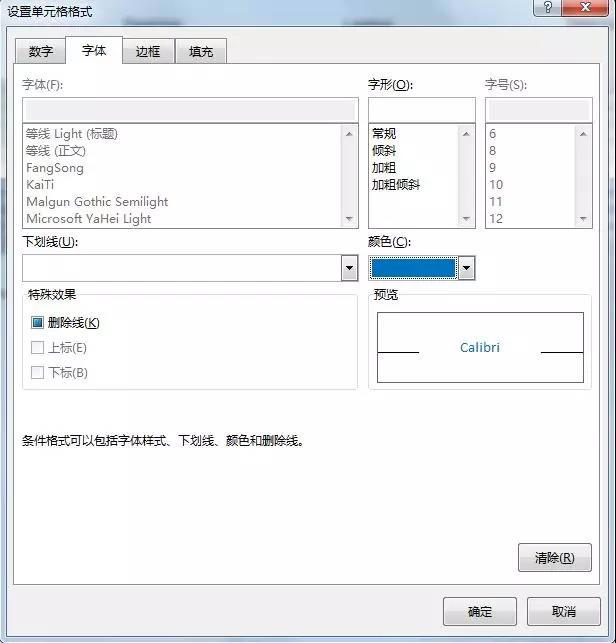 设置单元格格式
数字 字体 边框 填充
字体(F): 字形(O): 字号(S):
等线 Light (标题) 常规 6
等线 (正文) 倾斜 8
FangSong 加粗 9
KaiTi 加粗倾斜 10
Malgun Gothic Semilight 11
Microsoft YaHei Light 12
下划线(U): 颜色(C):
特殊效果 预览
删除线(K)
上标(E)
下标(B)
Calibri
条件格式可以包括字体样式、下划线、颜色和删除线。
清除(R)
确定 取消